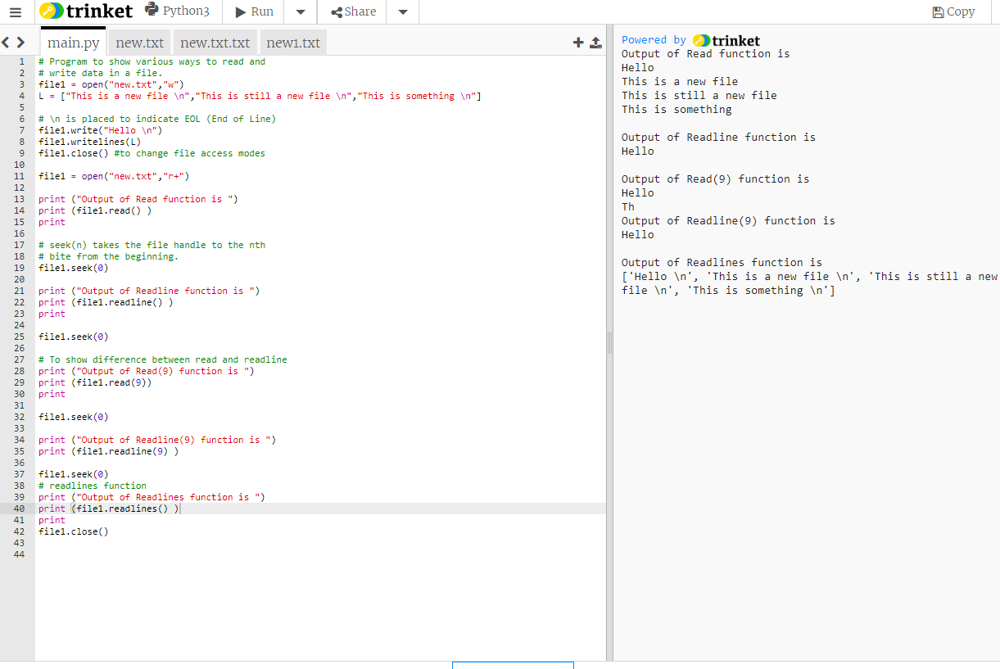 trinket Python3 Run Share Copy
main.py new.txt new.txt.txt new1.txt
1 # Program to show various ways to read and
2 # write data in a file.
3 file1 = open("new.txt","w")
4 L = ["This is a new file \n","This is still a new file \n","This is something \n"]
5
6 # \n is placed to indicate EOL (End of Line)
7 file1.write("Hello \n")
8 file1.writelines(L)
9 file1.close() #to change file access modes
10
11 file1 = open("new.txt","r+")
12
13 print ("Output of Read function is ")
14 print (file1.read() )
15 print
16
17 # seek(n) takes the file handle to the nth
18 # bite from the beginning.
19 file1.seek(0)
20
21 print ("Output of Readline function is ")
22 print (file1.readline() )
23 print
24
25 file1.seek(0)
26
27 # To show difference between read and readline
28 print ("Output of Read(9) function is ")
29 print (file1.read(9))
30 print
31
32 file1.seek(0)
33
34 print ("Output of Readline(9) function is ")
35 print (file1.readline(9) )
36
37 file1.seek(0)
38 # readlines function
39 print ("Output of Readlines function is ")
40 print (file1.readlines() )
41 print
42 file1.close()
43
44
Powered by trinket
Output of Read function is
Hello
This is a new file
This is still a new file
This is something
Output of Readline function is
Hello
Output of Read(9) function is
Hello
Th
Output of Readline(9) function is
Hello
Output of Readlines function is
['Hello \n', 'This is a new file \n', 'This is still a new
file \n', 'This is something \n']